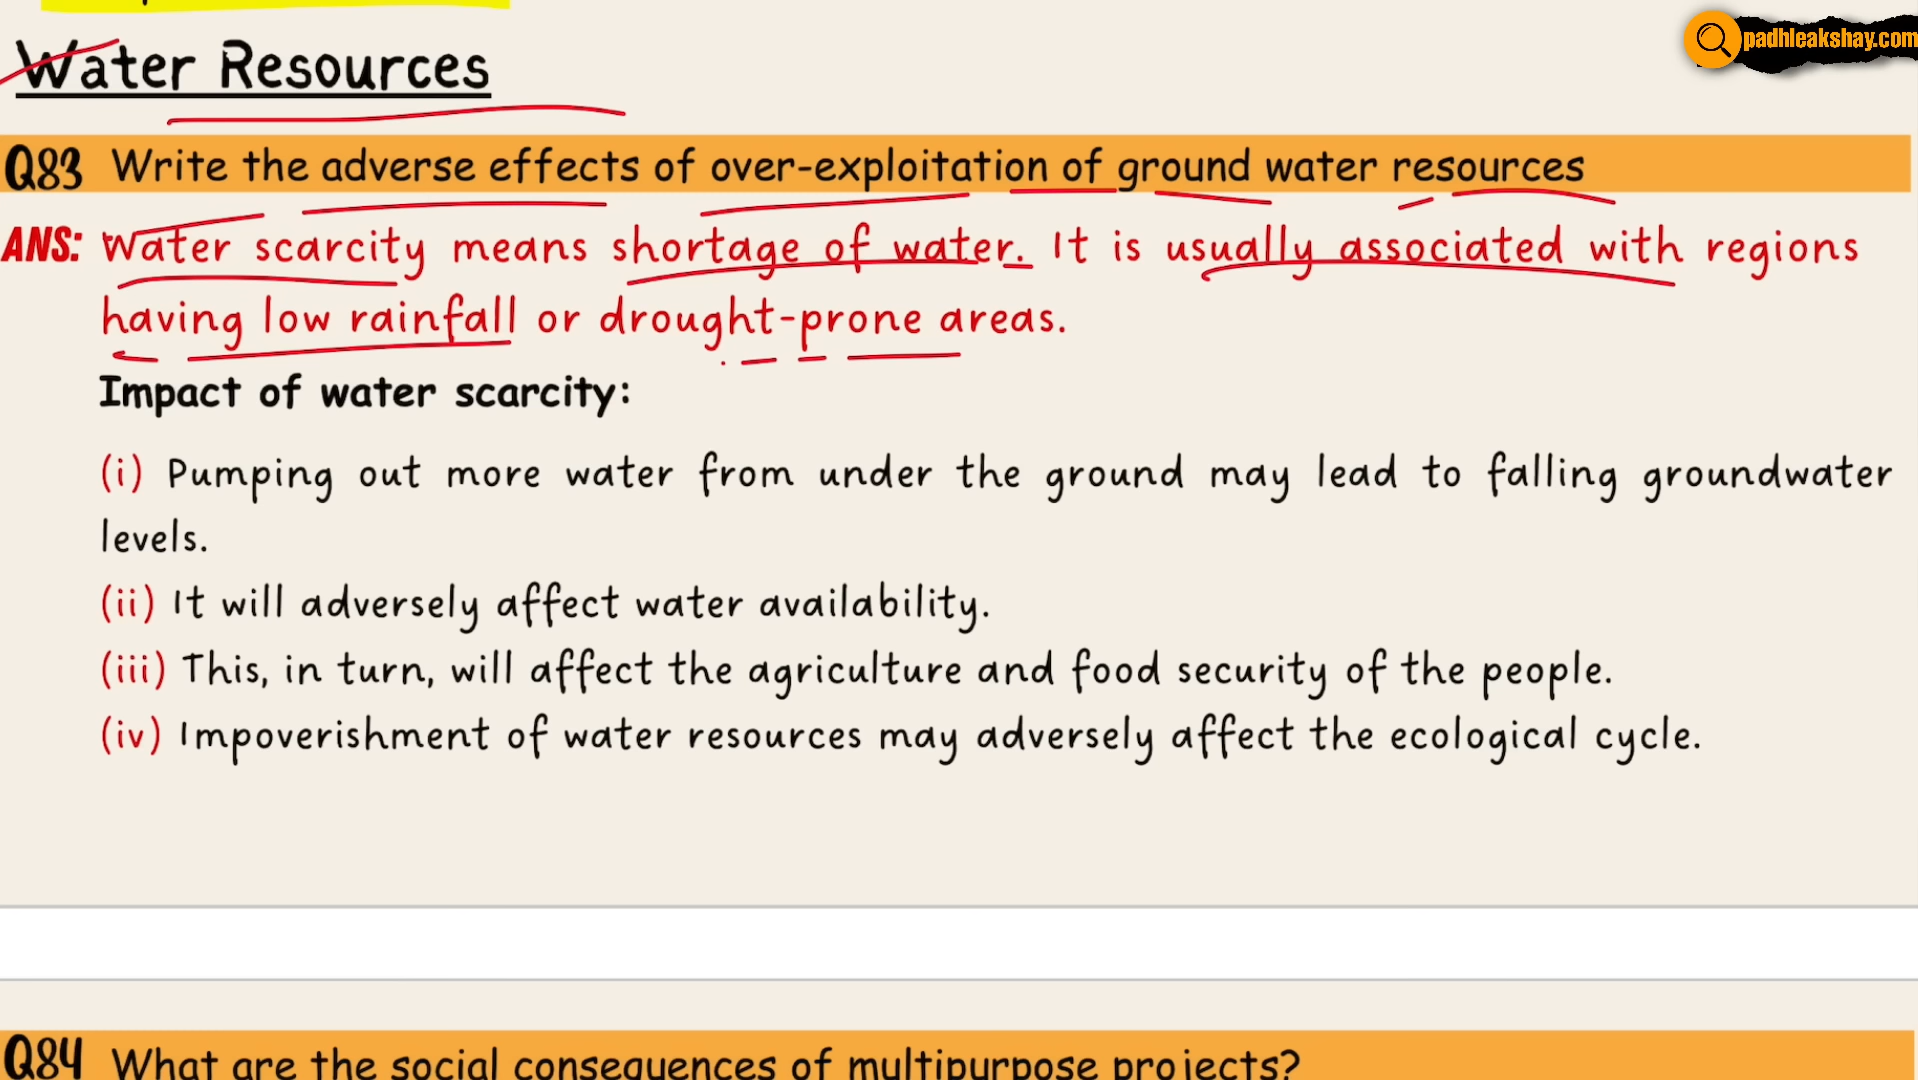 padhleakshay.com
Water Resources
Q83 Write the adverse effects of over-exploitation of ground water resources
ANS: Water scarcity means shortage of water. It is usually associated with regions
having low rainfall or drought-prone areas.
Impact of water scarcity:
(i) Pumping out more water from under the ground may lead to falling groundwater
levels.
(ii) It will adversely affect water availability.
(iii) This, in turn, will affect the agriculture and food security of the people.
(iv) Impoverishment of water resources may adversely affect the ecological cycle.
Q84 What are the social consequences of multipurpose projects?